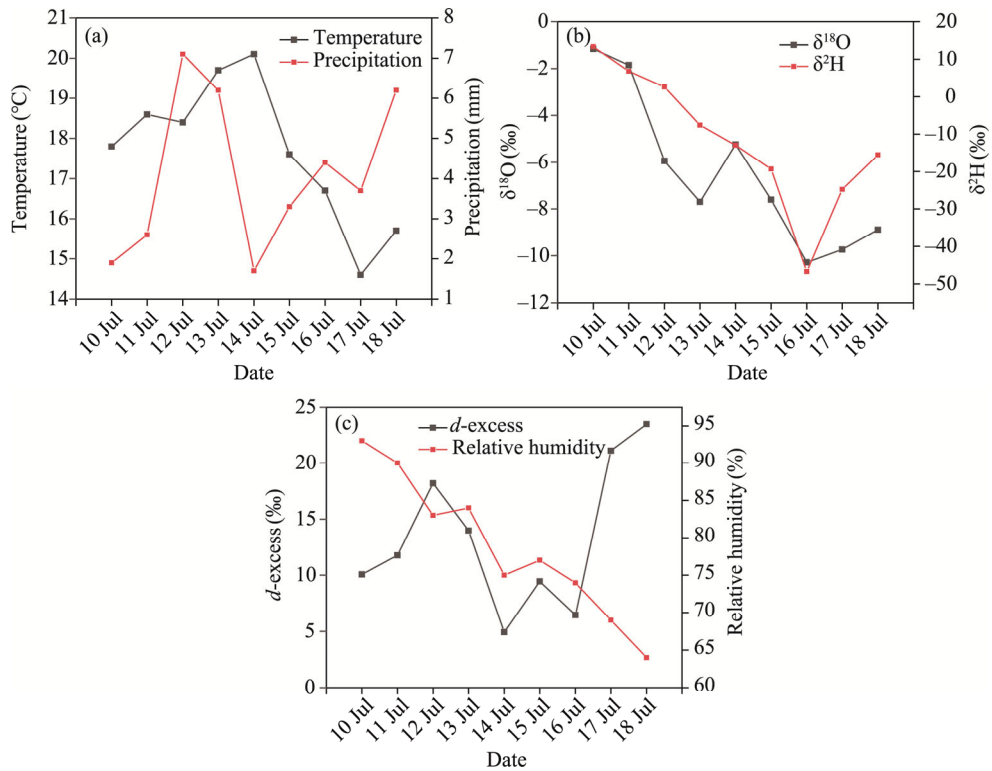 (a)
Temperature
Precipitation
21
20
19
18
17
16
15
14
Temperature (℃)
8
7
6
5
4
3
2
1
Precipitation (mm)
10 Jul
11 Jul
12 Jul
13 Jul
14 Jul
15 Jul
16 Jul
17 Jul
18 Jul
Date
(b)
δ¹⁸O
δ²H
0
−2
−4
−6
−8
−10
−12
δ¹⁸O (‰)
20
10
0
−10
−20
−30
−40
−50
δ²H (‰)
10 Jul
11 Jul
12 Jul
13 Jul
14 Jul
15 Jul
16 Jul
17 Jul
18 Jul
Date
(c)
d-excess
Relative humidity
25
20
15
10
5
0
d-excess (‰)
95
90
85
80
75
70
65
60
Relative humidity (%)
10 Jul
11 Jul
12 Jul
13 Jul
14 Jul
15 Jul
16 Jul
17 Jul
18 Jul
Date